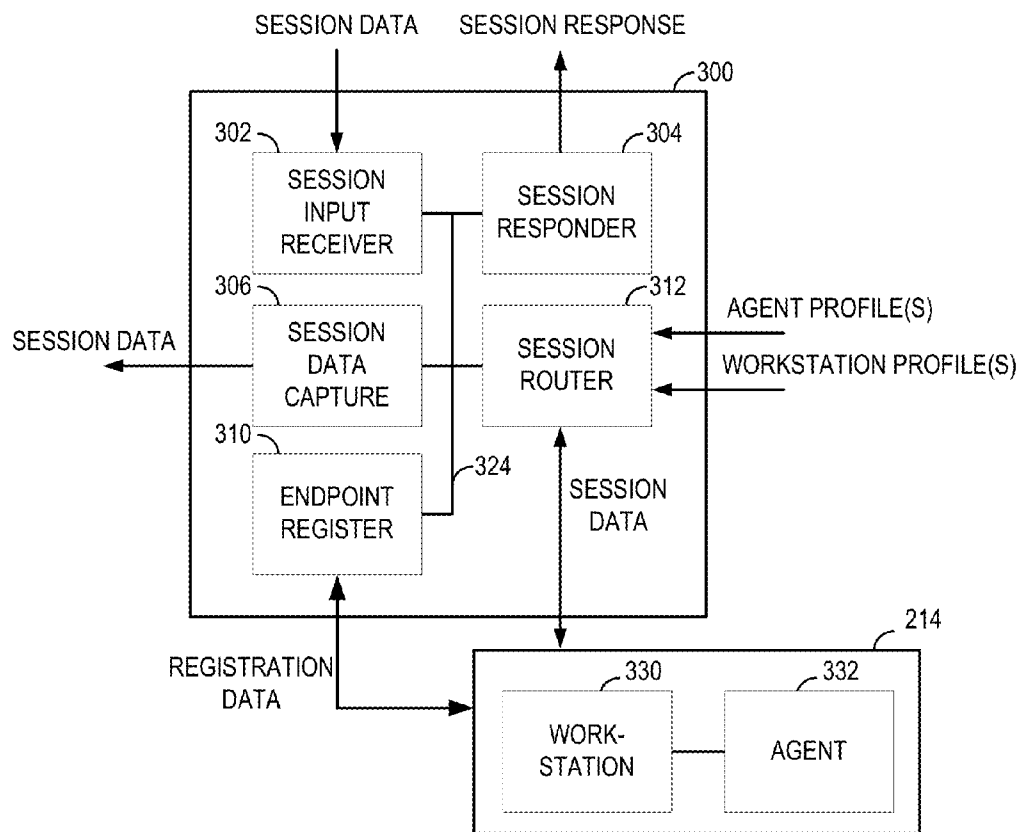 SESSION DATA
SESSION RESPONSE
300
302
SESSION
INPUT
RECEIVER
304
SESSION
RESPONDER
306
SESSION
DATA
CAPTURE
312
SESSION
ROUTER
SESSION DATA
AGENT PROFILE(S)
WORKSTATION PROFILE(S)
310
ENDPOINT
REGISTER
324
SESSION
DATA
REGISTRATION
DATA
214
330
WORK-
STATION
332
AGENT